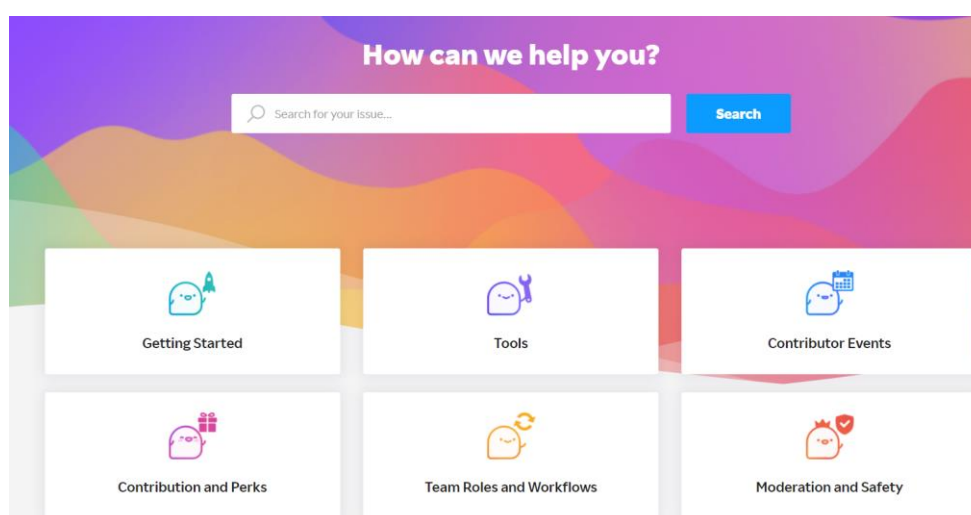 How can we help you?
Search for your issue...
Search
Getting Started
Tools
Contributor Events
Contribution and Perks
Team Roles and Workflows
Moderation and Safety